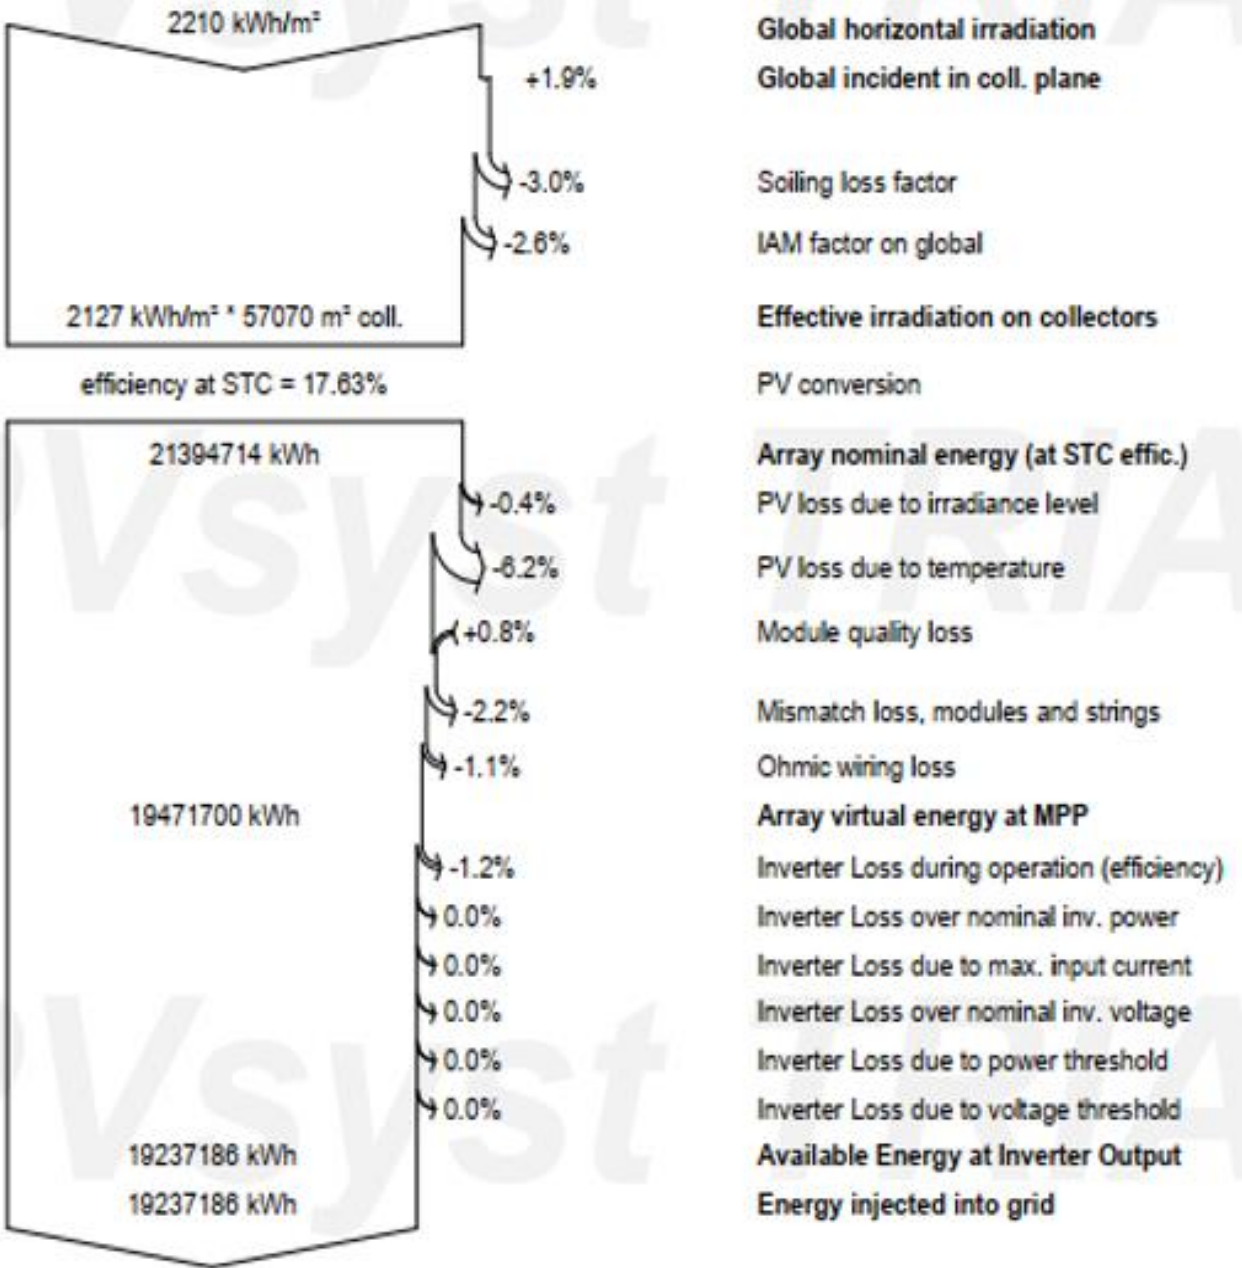 2210 kWh/m² Global horizontal irradiation
+1.9% Global incident in coll. plane
-3.0% Soiling loss factor
-2.6% IAM factor on global
2127 kWh/m² * 57070 m² coll. Effective irradiation on collectors
efficiency at STC = 17.63% PV conversion
21394714 kWh Array nominal energy (at STC effic.)
-0.4% PV loss due to irradiance level
-6.2% PV loss due to temperature
+0.8% Module quality loss
-2.2% Mismatch loss, modules and strings
-1.1% Ohmic wiring loss
19471700 kWh Array virtual energy at MPP
-1.2% Inverter Loss during operation (efficiency)
0.0% Inverter Loss over nominal inv. power
0.0% Inverter Loss due to max. input current
0.0% Inverter Loss over nominal inv. voltage
0.0% Inverter Loss due to power threshold
0.0% Inverter Loss due to voltage threshold
19237186 kWh Available Energy at Inverter Output
19237186 kWh Energy injected into grid
PVsyst TRIA
PVsyst TRIA